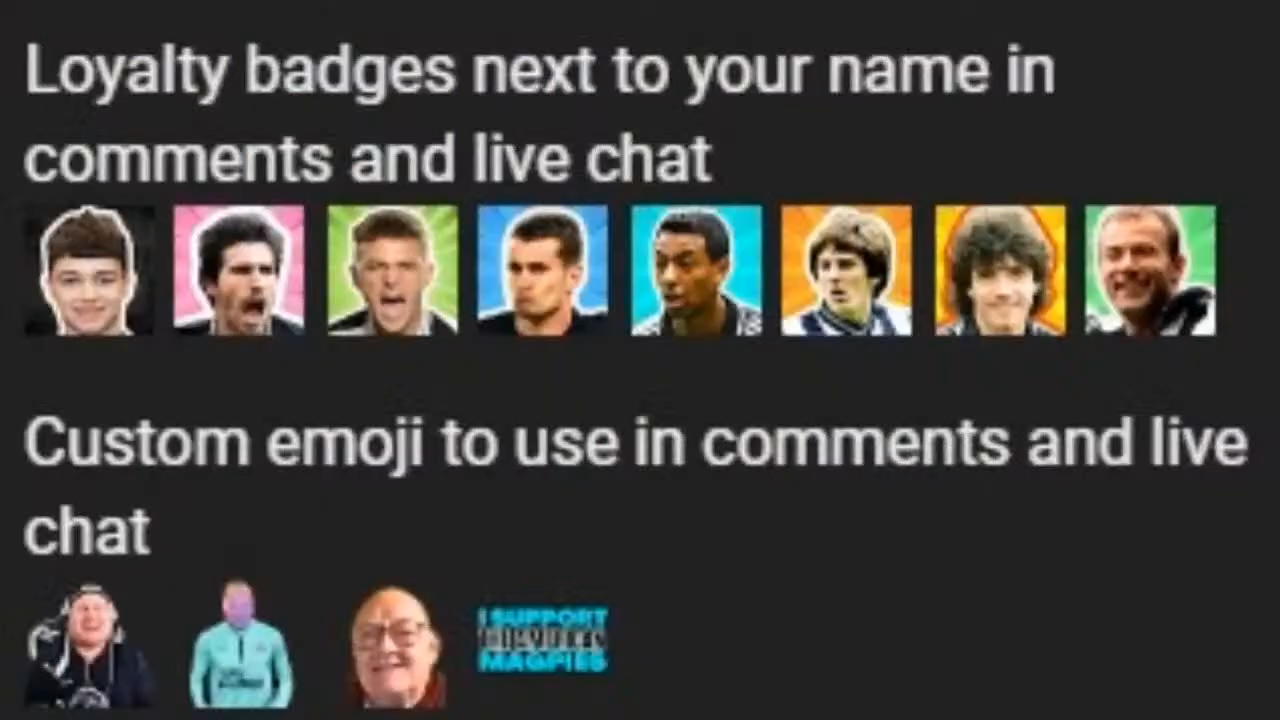 Loyalty badges next to your name in
comments and live chat
Custom emoji to use in comments and live
chat
I SUPPORT
MAGPIES